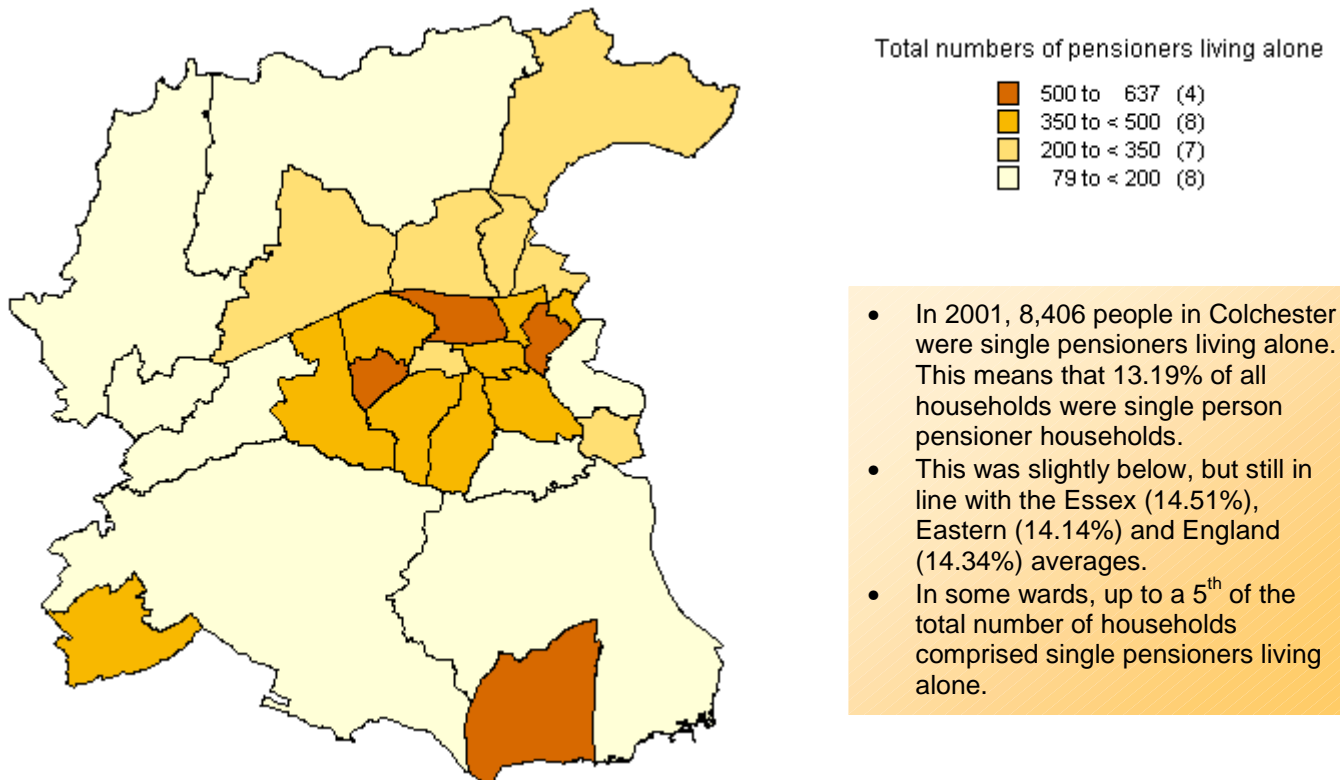 Total numbers of pensioners living alone
500 to 637 (4)
350 to < 500 (8)
200 to < 350 (7)
79 to < 200 (8)
• In 2001, 8,406 people in Colchester
were single pensioners living alone.
This means that 13.19% of all
households were single person
pensioner households.
• This was slightly below, but still in
line with the Essex (14.51%),
Eastern (14.14%) and England
(14.34%) averages.
• In some wards, up to a 5th of the
total number of households
comprised single pensioners living
alone.